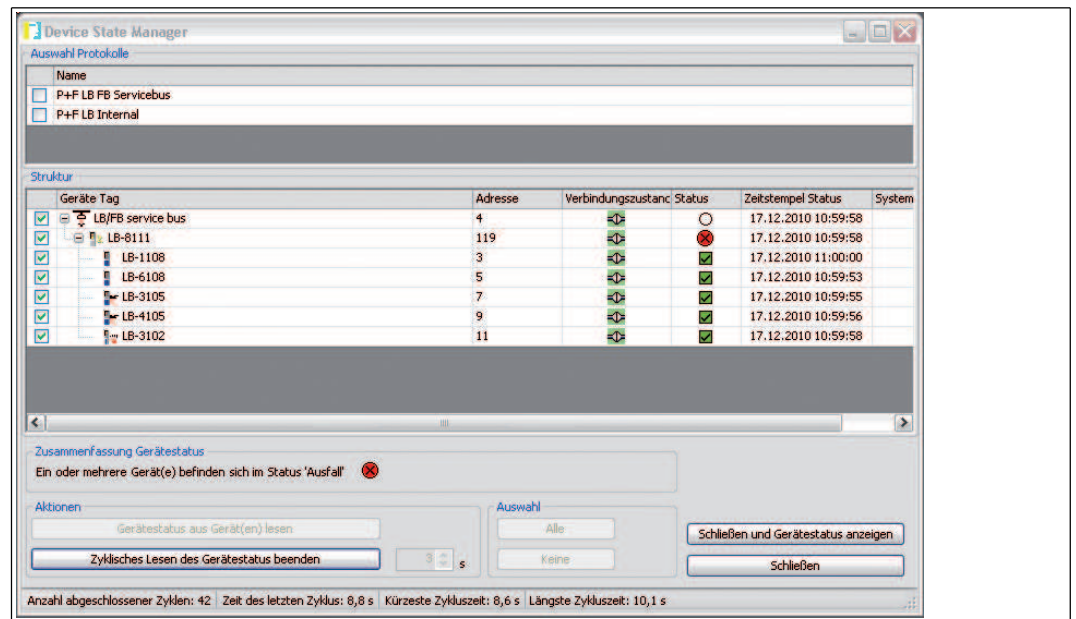 Device State Manager
Auswahl Protokolle
Name
P+F LB FB Servicebus
P+F LB Internal
Struktur
Geräte Tag Adresse Verbindungszustanc Status Zeitstempel Status System
LB/FB service bus 4 17.12.2010 10:59:58
LB-8111 119 17.12.2010 10:59:58
LB-1108 3 17.12.2010 11:00:00
LB-6108 5 17.12.2010 10:59:53
LB-3105 7 17.12.2010 10:59:55
LB-4105 9 17.12.2010 10:59:56
LB-3102 11 17.12.2010 10:59:58
Zusammenfassung Gerätestatus
Ein oder mehrere Gerät(e) befinden sich im Status 'Ausfall'
Aktionen Auswahl
Gerätestatus aus Gerät(en) lesen Alle Schließen und Gerätestatus anzeigen
Zyklisches Lesen des Gerätestatus beenden 3 s Keine Schließen
Anzahl abgeschlossener Zyklen: 42 Zeit des letzten Zyklus: 8,8 s Kürzeste Zykluszeit: 8,6 s Längste Zykluszeit: 10,1 s